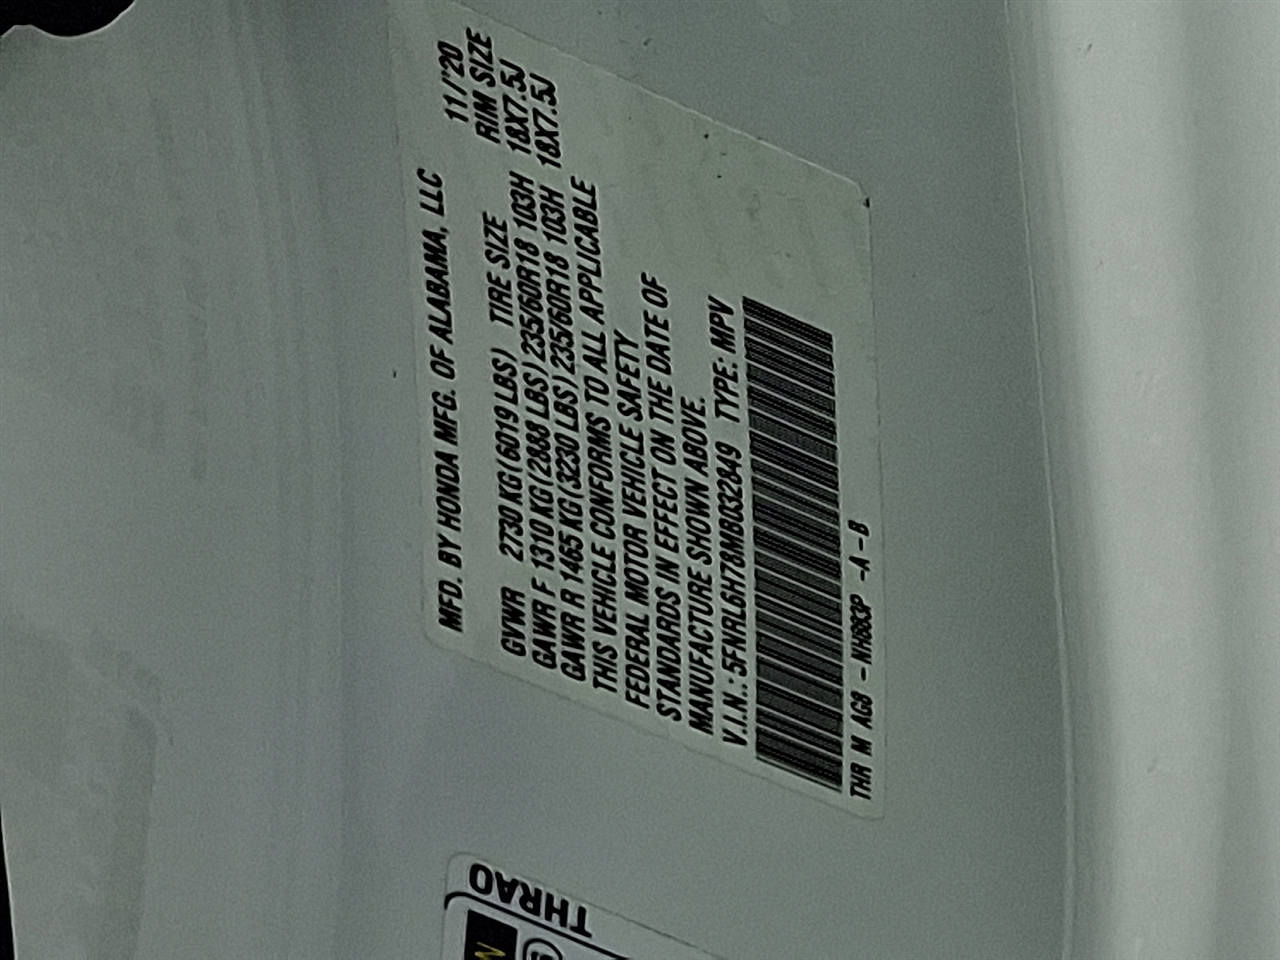 MFD. BY HONDA MFG. OF ALABAMA, LLC 11/'20
GVWR 2730 KG(6019 LBS) TIRE SIZE RIM SIZE
GAWR F 1310 KG(2888 LBS) 235/60R18 103H 18X7.5J
GAWR R 1465 KG(3230 LBS) 235/60R18 103H 18X7.5J
THIS VEHICLE CONFORMS TO ALL APPLICABLE
FEDERAL MOTOR VEHICLE SAFETY
STANDARDS IN EFFECT ON THE DATE OF
MANUFACTURE SHOWN ABOVE.
V.I.N.: 5FNRL6H78MB032849 TYPE: MPV
THR M AG8 -NH883P -A-B
THRAO